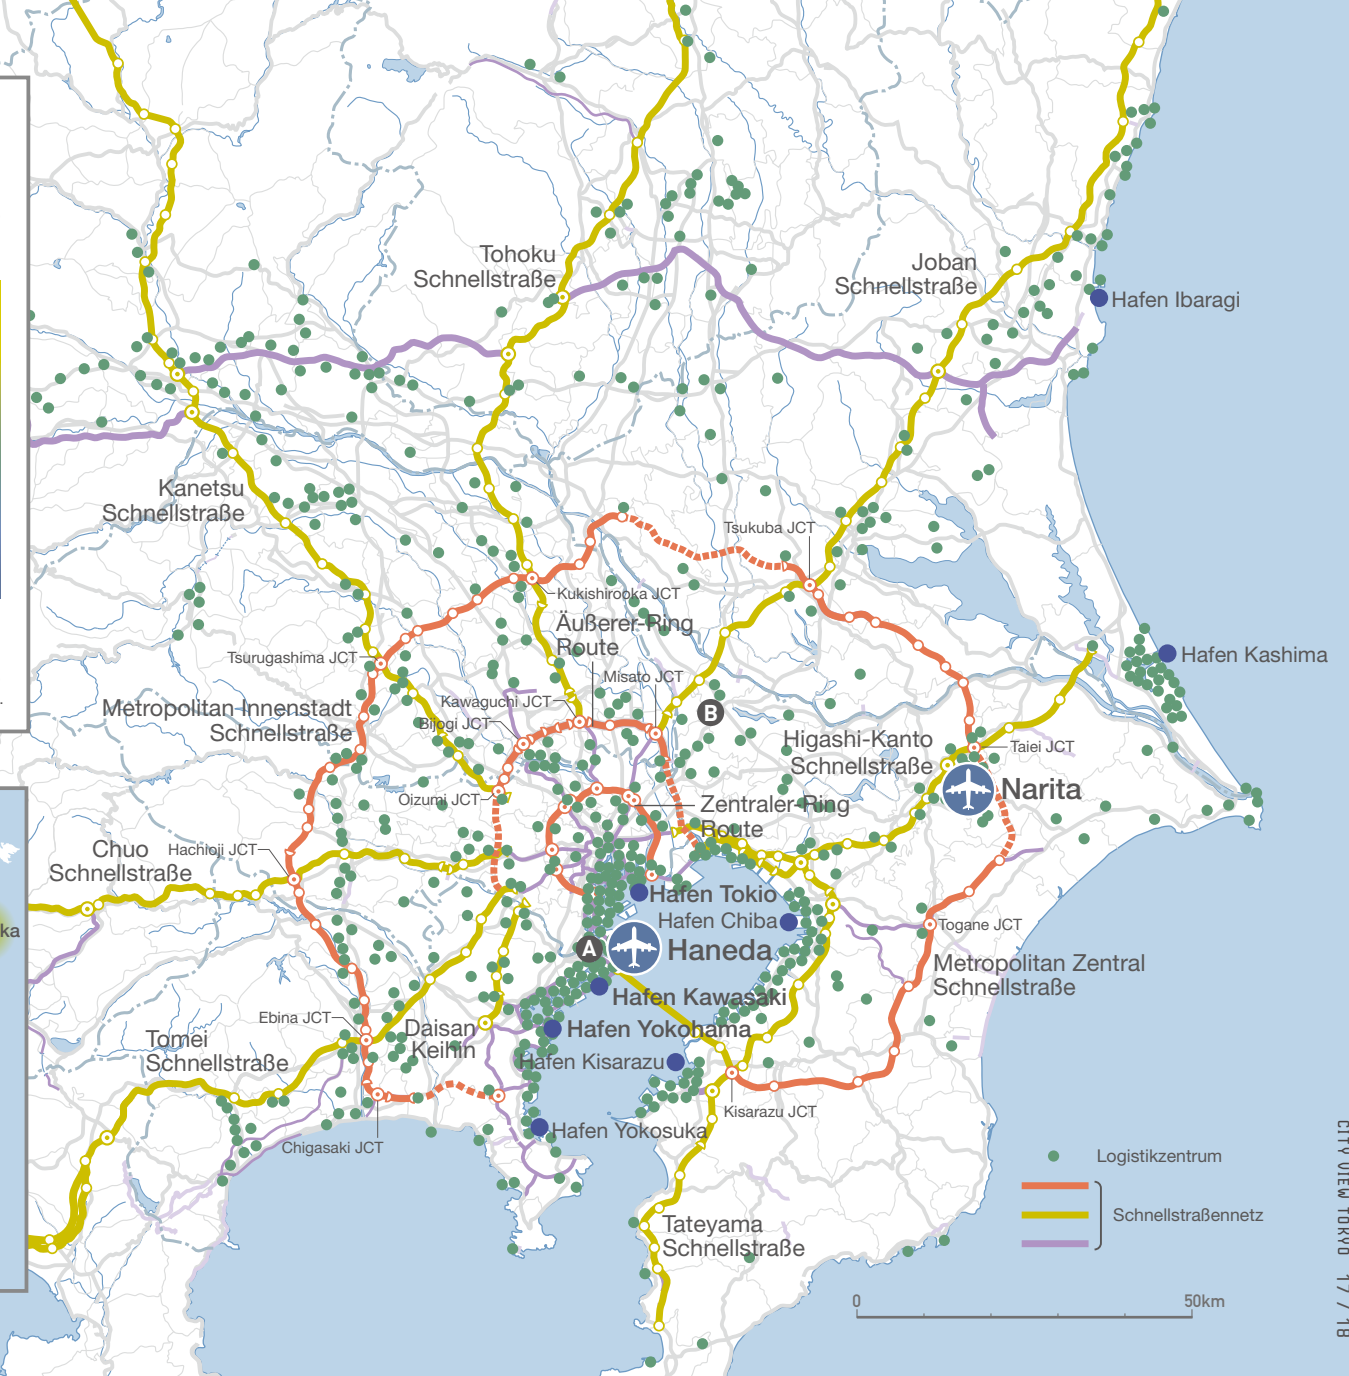 Tohoku
Schnellstraße
Joban
Schnellstraße
Hafen Ibaragi
Kanetsu
Schnellstraße
Tsukuba JCT
Kukishirooka JCT
Äußerer-Ring
Route
Tsurugashima JCT
Misato JCT
Hafen Kashima
Metropolitan Innenstadt
Schnellstraße
Kawaguchi JCT
Bijogi JCT
B
Higashi-Kanto
Schnellstraße
Taiei JCT
Narita
Oizumi JCT
Zentraler-Ring
Route
Chuo
Schnellstraße
Hachioji JCT
Hafen Tokio
Hafen Chiba
Togane JCT
ka
A
Haneda
Metropolitan Zentral
Schnellstraße
Hafen Kawasaki
Ebina JCT
Daisan
Keihin
Hafen Yokohama
Tomei
Schnellstraße
Hafen Kisarazu
Kisarazu JCT
Hafen Yokosuka
Chigasaki JCT
Logistikzentrum
Schnellstraßennetz
Tateyama
Schnellstraße
0
50km
CITY VIEW TOKYO 17 / 18